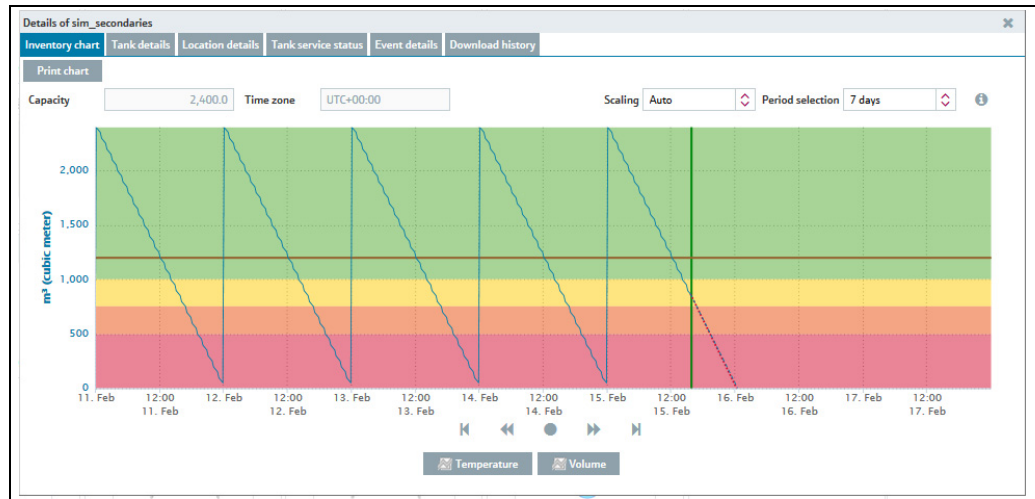 Details of sim_secondaries
Inventory chart Tank details Location details Tank service status Event details Download history
Print chart
Capacity 2,400.0 Time zone UTC+00:00 Scaling Auto Period selection 7 days
m³ (cubic meter)
2,000
1,500
1,000
500
0
11. Feb 12:00 12. Feb 12:00 13. Feb 12:00 14. Feb 12:00 15. Feb 12:00 16. Feb 12:00 17. Feb 12:00
11. Feb 12. Feb 13. Feb 14. Feb 15. Feb 16. Feb 17. Feb
Temperature Volume